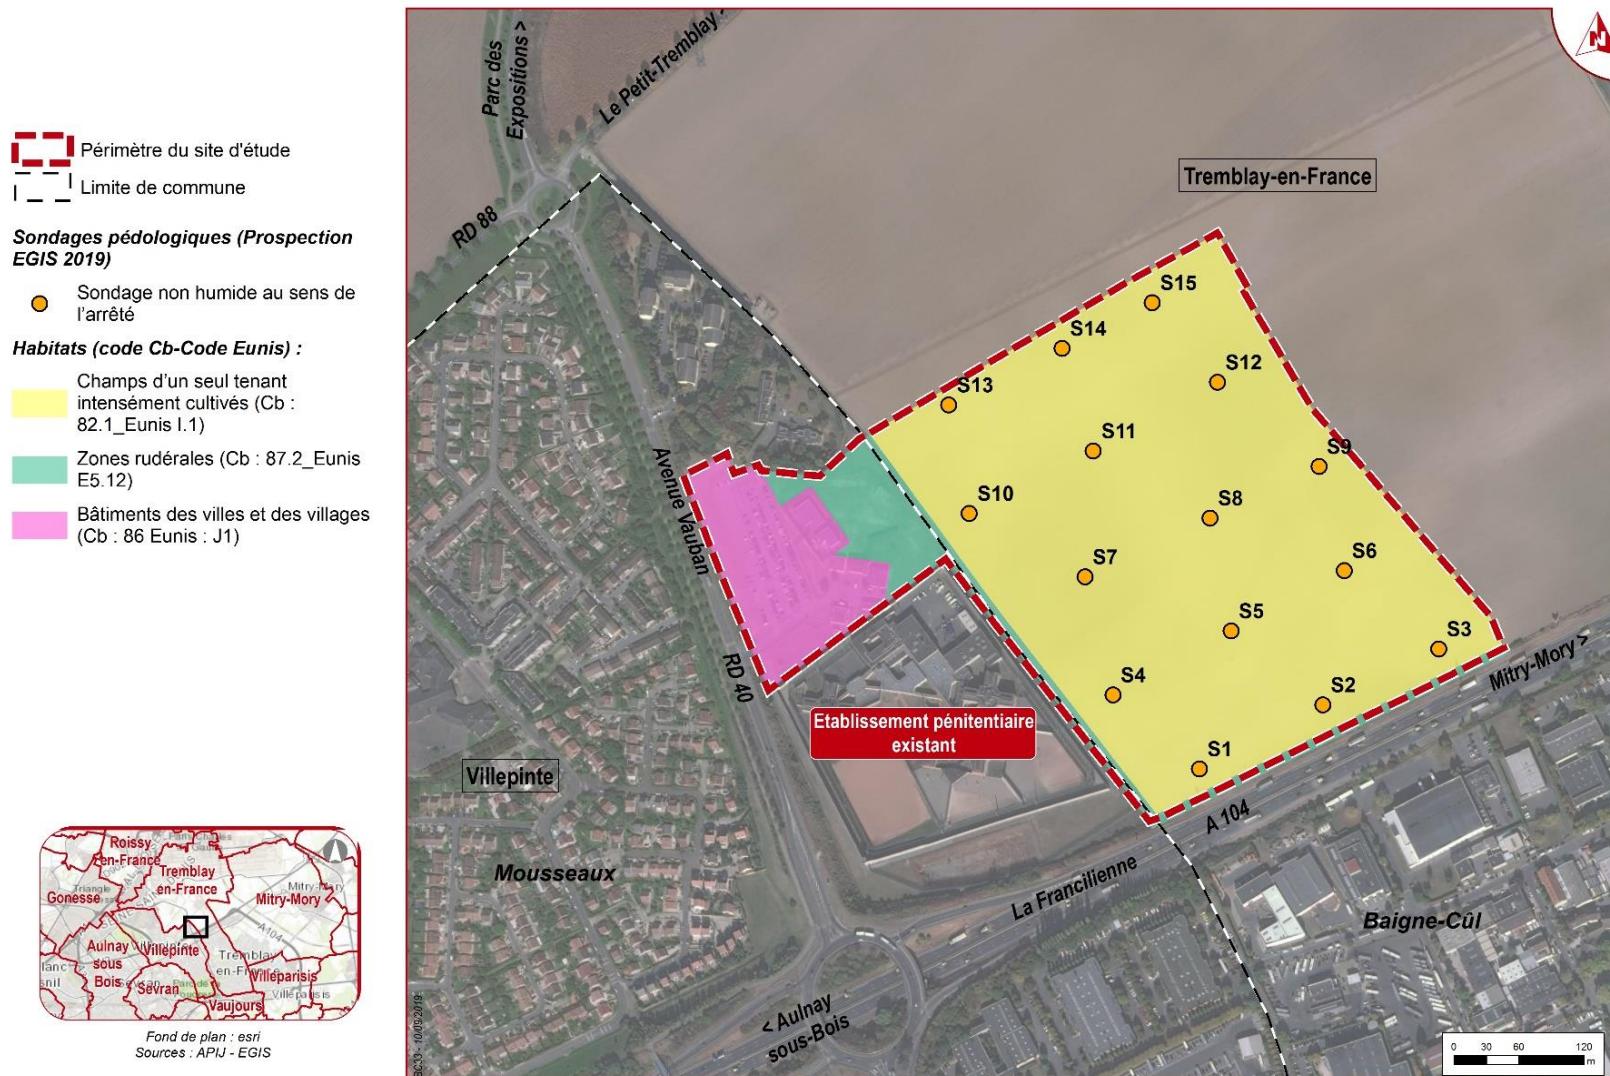 Périmètre du site d'étude
Limite de commune
Sondages pédologiques (Prospection
EGIS 2019)
Sondage non humide au sens de
l'arrêté
Habitats (code Cb-Code Eunis) :
Champs d'un seul tenant
intensément cultivés (Cb :
82.1_Eunis I.1)
Zones rudérales (Cb : 87.2_Eunis
E5.12)
Bâtiments des villes et des villages
(Cb : 86 Eunis : J1)
Roissy
en-France
Tremblay
en-France
Gonesse
Triangle
Mitry-Mary
Mitry-Mory
A104
Aulnay
sous
Bois
Villepinte
Tremblay
en-France
Villeparisis
Villéparisis
Sevran
Vaujours
Fond de plan : esri
Sources : APIJ - EGIS
N
Parc des
Expositions >
Le Petit-Tremblay >
RD 88
Tremblay-en-France
S15
S14
S12
S13
S11
S9
S10
S8
S7
S6
S5
S3
S4
S2
S1
Avenue Vauban
RD 40
Etablissement pénitentiaire
existant
Villepinte
Mousseaux
Mitry-Mory >
A 104
La Francilienne
Baigne-Cûl
< Aulnay
sous-Bois
0 30 60 120
m